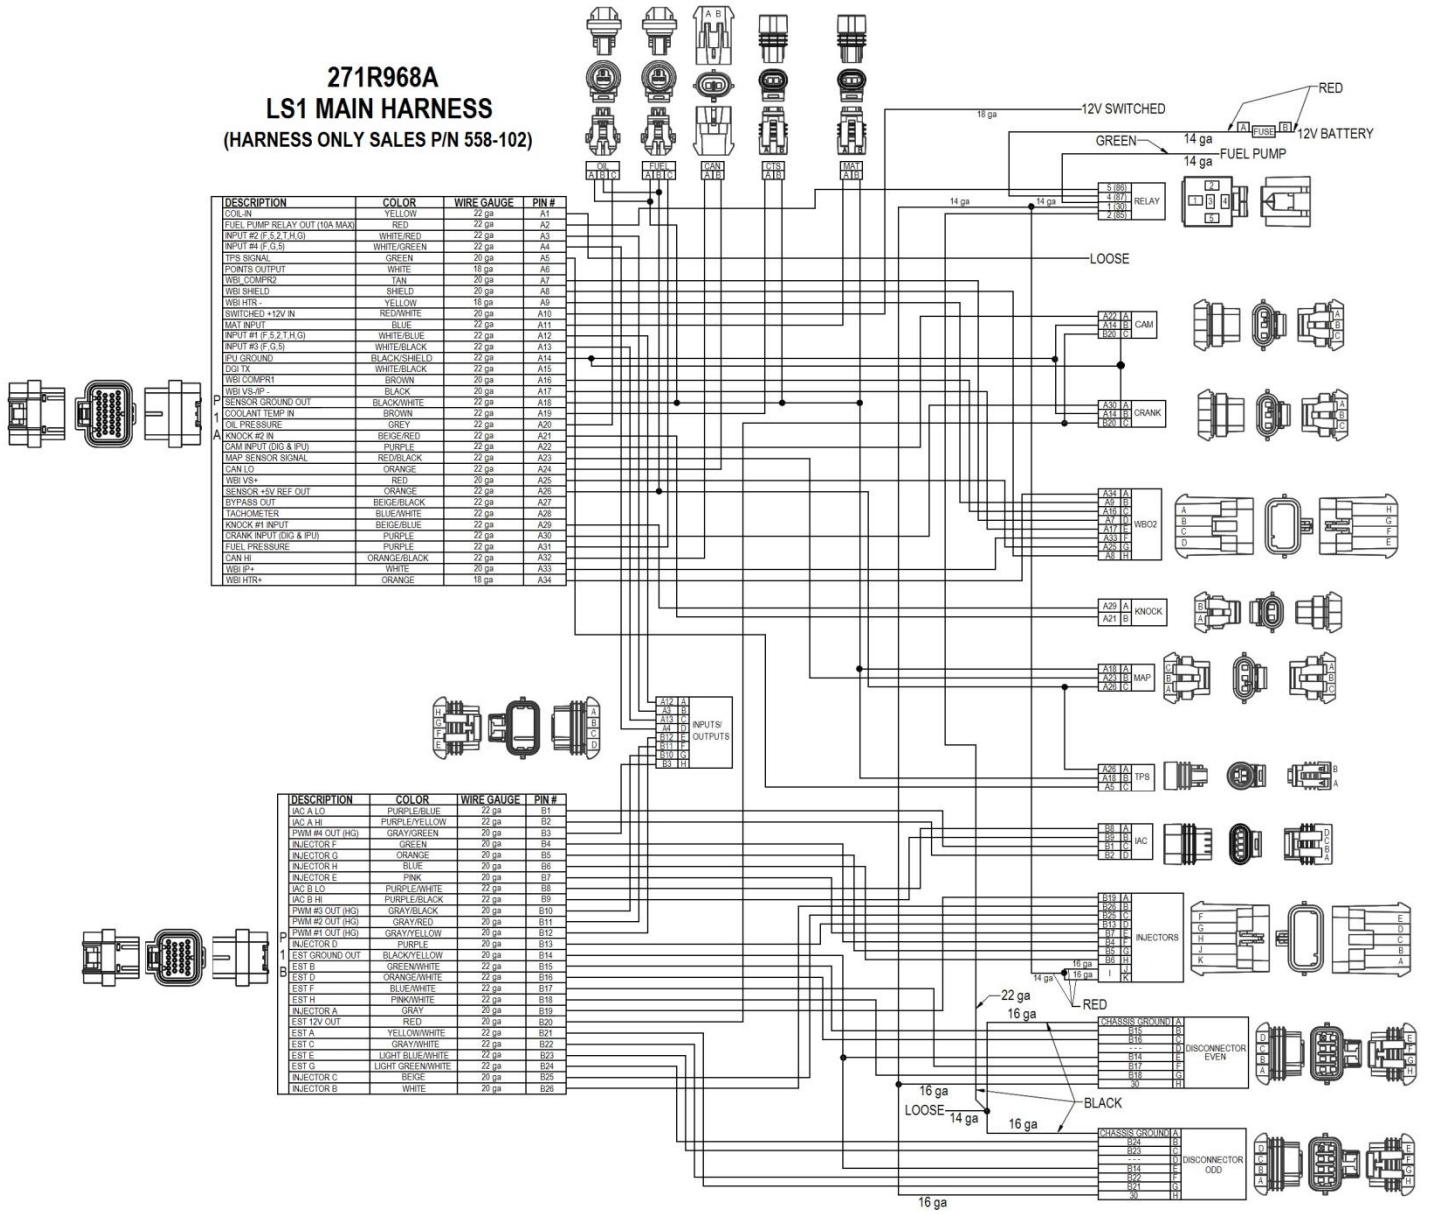 271R968A
LS1 MAIN HARNESS
(HARNESS ONLY SALES P/N 558-102)
A B
OIL
A B C
FUEL
A B C
CAN
A B
CTS
A B
MAT
A B
12V SWITCHED
18 ga
RED
A FUSE B
12V BATTERY
14 ga
GREEN
FUEL PUMP
14 ga
5 (86)
4 (87)
1 (30)
2 (85)
RELAY
14 ga
14 ga
2
1 3 4
5
LOOSE
P1A
DESCRIPTION COLOR WIRE GAUGE PIN #
COIL-IN YELLOW 22 ga A1
FUEL PUMP RELAY OUT (10A MAX) RED 22 ga A2
INPUT #2 (F,5,2,T,H,G) WHITE/RED 22 ga A3
INPUT #4 (F,G,5) WHITE/GREEN 22 ga A4
TPS SIGNAL GREEN 20 ga A5
POINTS OUTPUT WHITE 18 ga A6
WBI_COMPR2 TAN 20 ga A7
WBI SHIELD SHIELD 20 ga A8
WBI HTR - YELLOW 18 ga A9
SWITCHED +12V IN RED/WHITE 20 ga A10
MAT INPUT BLUE 22 ga A11
INPUT #1 (F,5,2,T,H,G) WHITE/BLUE 22 ga A12
INPUT #3 (F,G,5) WHITE/BLACK 22 ga A13
IPU GROUND BLACK/SHIELD 22 ga A14
DGI TX WHITE/BLACK 22 ga A15
WBI COMPR1 BROWN 20 ga A16
WBI VS-/IP - BLACK 20 ga A17
SENSOR GROUND OUT BLACK/WHITE 22 ga A18
COOLANT TEMP IN BROWN 22 ga A19
OIL PRESSURE GREY 22 ga A20
KNOCK #2 IN BEIGE/RED 22 ga A21
CAM INPUT (DIG & IPU) PURPLE 22 ga A22
MAP SENSOR SIGNAL RED/BLACK 22 ga A23
CAN LO ORANGE 22 ga A24
WBI VS+ RED 20 ga A25
SENSOR +5V REF OUT ORANGE 22 ga A26
BYPASS OUT BEIGE/BLACK 22 ga A27
TACHOMETER BLUE/WHITE 22 ga A28
KNOCK #1 INPUT BEIGE/BLUE 22 ga A29
CRANK INPUT (DIG & IPU) PURPLE 22 ga A30
FUEL PRESSURE PURPLE 22 ga A31
CAN HI ORANGE/BLACK 22 ga A32
WBI IP+ WHITE 20 ga A33
WBI HTR+ ORANGE 18 ga A34
A22 A
A14 B
B20 C
CAM
A
B
C
A30 A
A14 B
B20 C
CRANK
A
B
C
A34 A
A9 B
A16 C
A7 D
A17 E
A33 F
A25 G
A8 H
WBO2
A
B
C
D
H
G
F
E
A29 A
A21 B
KNOCK
B
A
A18 A
A23 B
A26 C
MAP
C
B
A
A
B
C
A12 A
A3 B
A13 C
A4 D
B12 E
B11 F
B10 G
B3 H
INPUTS/
OUTPUTS
H
G
F
E
A
B
C
D
A26 A
A18 B
A5 C
TPS
B
A
B8 A
B9 B
B1 C
B2 D
IAC
D
C
B
A
P1B
DESCRIPTION COLOR WIRE GAUGE PIN #
IAC A LO PURPLE/BLUE 22 ga B1
IAC A HI PURPLE/YELLOW 22 ga B2
PWM #4 OUT (HG) GRAY/GREEN 20 ga B3
INJECTOR F GREEN 20 ga B4
INJECTOR G ORANGE 20 ga B5
INJECTOR H BLUE 20 ga B6
INJECTOR E PINK 20 ga B7
IAC B LO PURPLE/WHITE 22 ga B8
IAC B HI PURPLE/BLACK 22 ga B9
PWM #3 OUT (HG) GRAY/BLACK 20 ga B10
PWM #2 OUT (HG) GRAY/RED 20 ga B11
PWM #1 OUT (HG) GRAY/YELLOW 20 ga B12
INJECTOR D PURPLE 20 ga B13
EST GROUND OUT BLACK/YELLOW 20 ga B14
EST B GREEN/WHITE 22 ga B15
EST D ORANGE/WHITE 22 ga B16
EST F BLUE/WHITE 22 ga B17
EST H PINK/WHITE 22 ga B18
INJECTOR A GRAY 20 ga B19
EST 12V OUT RED 20 ga B20
EST A YELLOW/WHITE 22 ga B21
EST C GRAY/WHITE 22 ga B22
EST E LIGHT BLUE/WHITE 22 ga B23
EST G LIGHT GREEN/WHITE 22 ga B24
INJECTOR C BEIGE 20 ga B25
INJECTOR B WHITE 20 ga B26
B19 A
B26 B
B25 C
B13 D
B7 E
B4 F
B5 G
B6 H
I J
K
INJECTORS
16 ga
16 ga
14 ga
RED
F
G
H
J
K
E
D
C
B
A
22 ga
16 ga
CHASSIS GROUND A
B15 B
B16 C
--- D
B14 E
B17 F
B18 G
30 H
DISCONNECTOR
EVEN
D
C
B
A
E
F
G
H
16 ga
BLACK
LOOSE
14 ga
16 ga
CHASSIS GROUND A
B24 B
B23 C
--- D
B14 E
B22 F
B21 G
30 H
DISCONNECTOR
ODD
D
C
B
A
E
F
G
H
16 ga